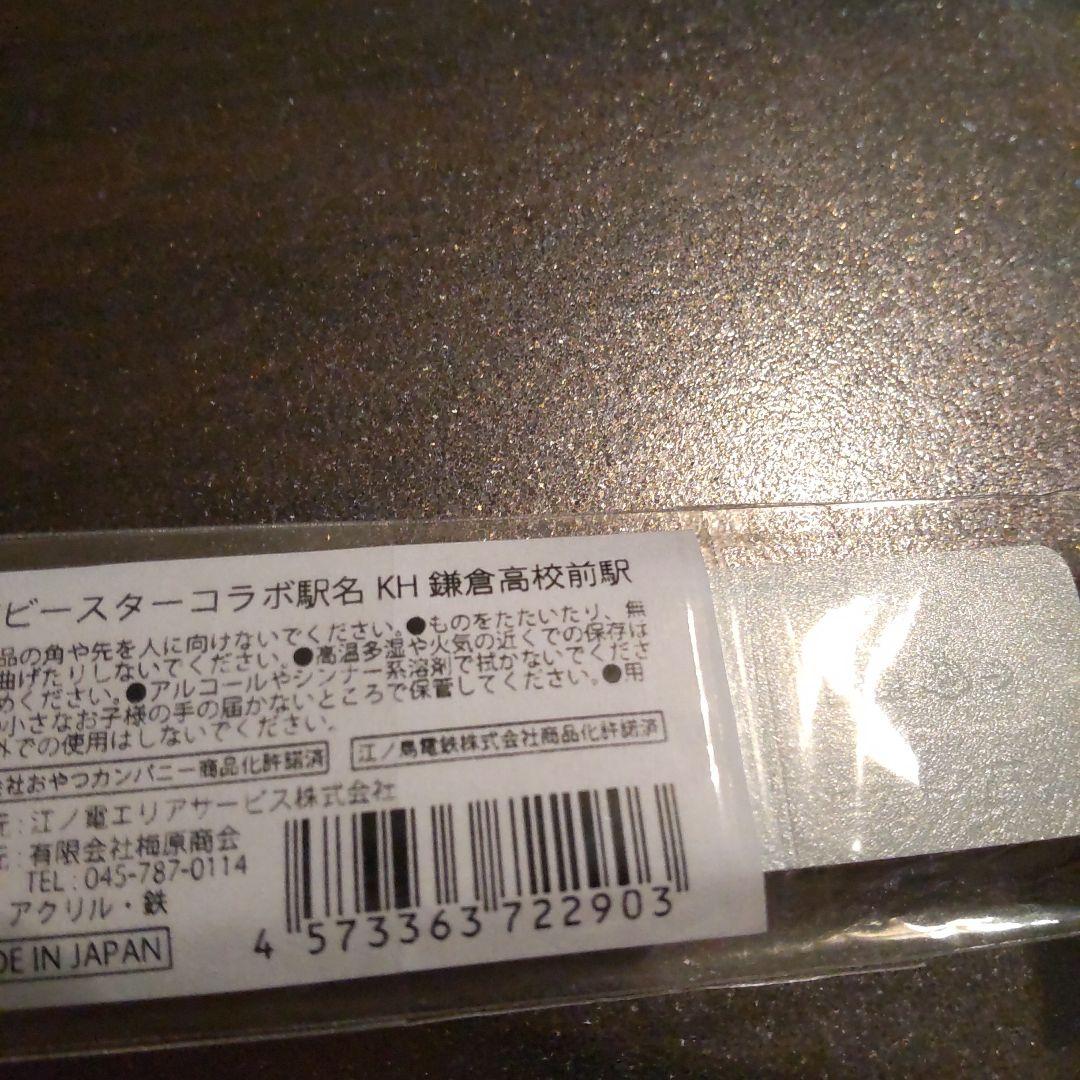 ビースターコラボ駅名 KH 鎌倉高校前駅
品の角や先を人に向けないでください。●ものをたたいたり、無
曲げたりしないでください。●高温多湿や火気の近くでの保存は
めください。●アルコールやシンナー系溶剤で拭かないでくださ
小さなお子様の手の届かないところで保管してください。●用
外での使用はしないでください。
会社おやつカンパニー商品化許諾済 江ノ島電鉄株式会社商品化許諾済
元:江ノ電エリアサービス株式会社
元:有限会社梅原商会
TEL:045-787-0114
アクリル・鉄
DE IN JAPAN
4 573363 722903